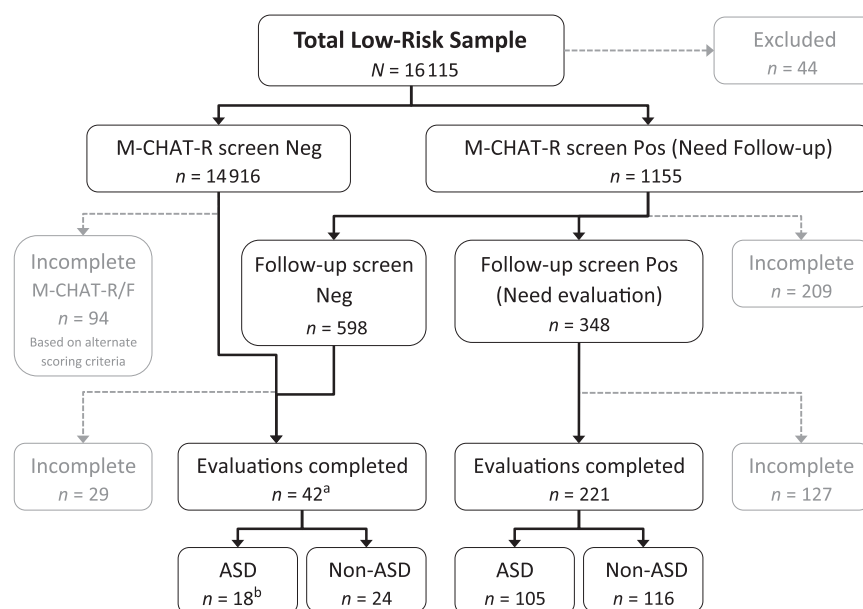 Total Low-Risk Sample
N = 16 115
Excluded
n = 44
M-CHAT-R screen Neg
n = 14 916
M-CHAT-R screen Pos (Need Follow-up)
n = 1155
Incomplete
M-CHAT-R/F
n = 94
Based on alternate
scoring criteria
Follow-up screen
Neg
n = 598
Follow-up screen Pos
(Need evaluation)
n = 348
Incomplete
n = 209
Incomplete
n = 29
Evaluations completed
n = 42ᵃ
Evaluations completed
n = 221
Incomplete
n = 127
ASD
n = 18ᵇ
Non-ASD
n = 24
ASD
n = 105
Non-ASD
n = 116